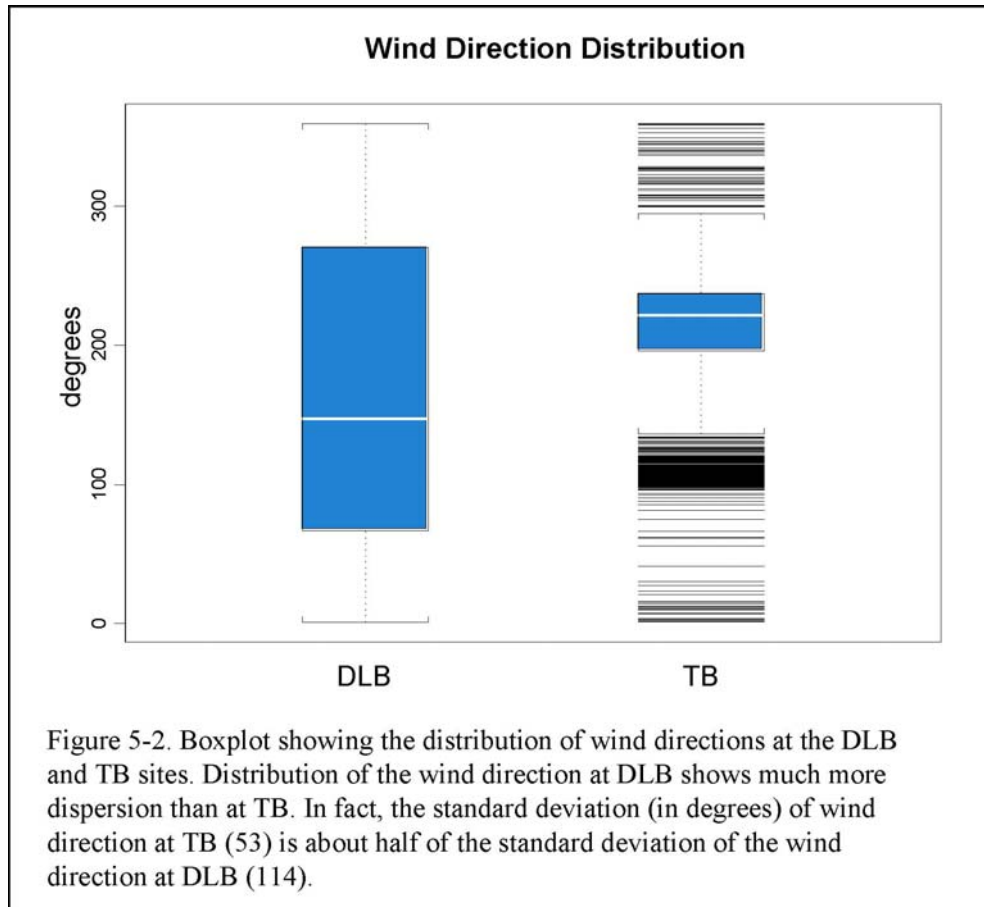 Wind Direction Distribution
degrees
300
200
100
0
DLB TB
Figure 5-2. Boxplot showing the distribution of wind directions at the DLB
and TB sites. Distribution of the wind direction at DLB shows much more
dispersion than at TB. In fact, the standard deviation (in degrees) of wind
direction at TB (53) is about half of the standard deviation of the wind
direction at DLB (114).